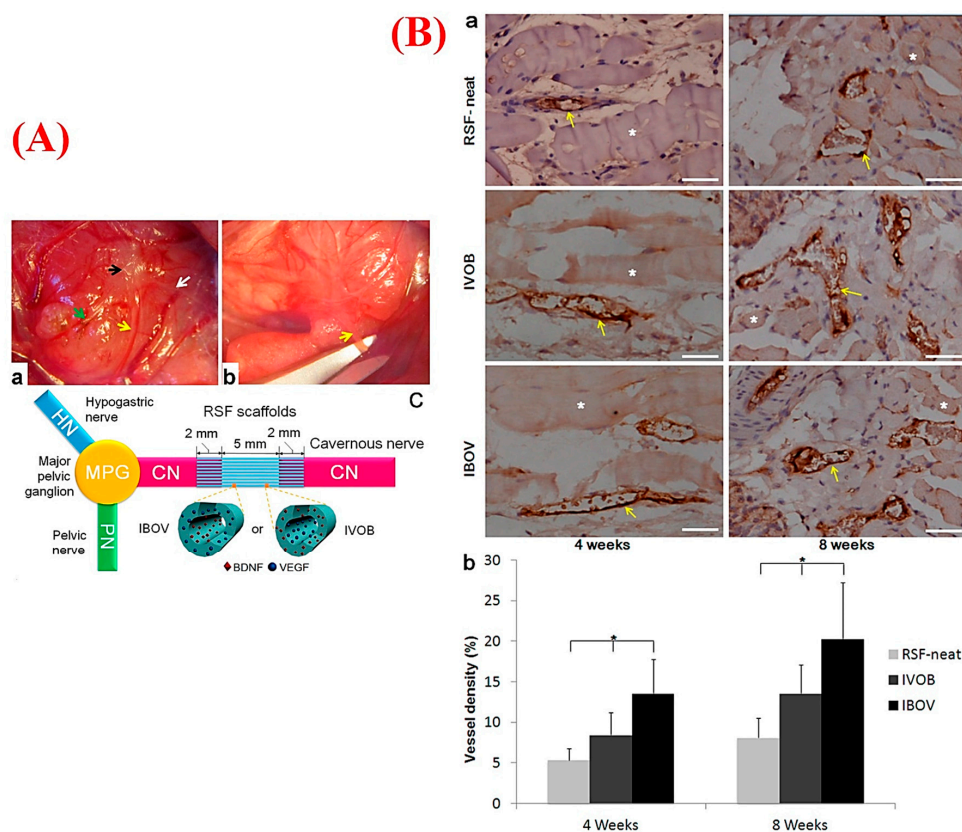 (A)
a
b
C
HN
Hypogastric
nerve
RSF scaffolds
2 mm
5 mm
2 mm
Cavernous nerve
Major
pelvic
ganglion
MPG
CN
CN
PN
Pelvic
nerve
IBOV
or
IVOB
BDNF
VEGF
(B)
a
RSF- neat
IVOB
IBOV
4 weeks
8 weeks
b
Vessel density (%)
30
25
20
15
10
5
0
*
*
RSF-neat
IVOB
IBOV
4 Weeks
8 Weeks